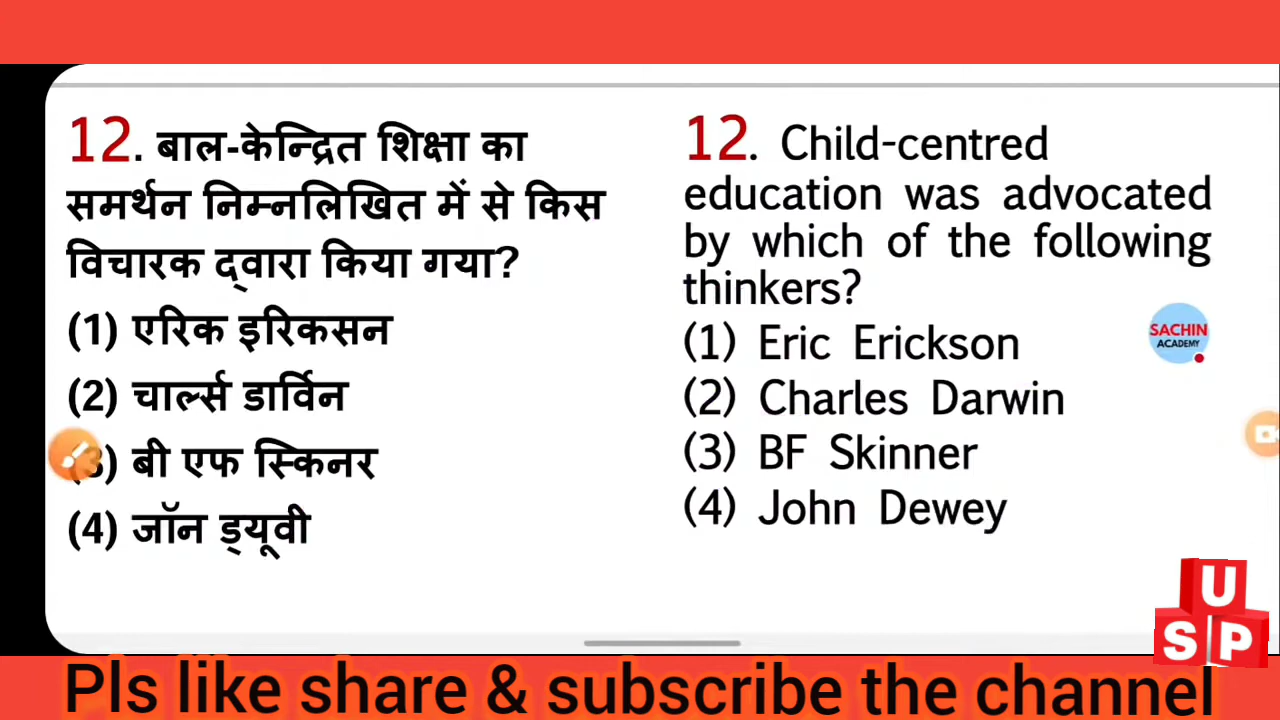 12. बाल-केन्द्रित शिक्षा का
समर्थन निम्नलिखित में से किस
विचारक द्वारा किया गया?
(1) एरिक इरिकसन
(2) चार्ल्स डार्विन
3) बी एफ स्किनर
(4) जॉन ड्यूवी
12. Child-centred
education was advocated
by which of the following
thinkers?
(1) Eric Erickson
(2) Charles Darwin
(3) BF Skinner
(4) John Dewey
SACHIN
ACADEMY
U
S P
Pls like share & subscribe the channel